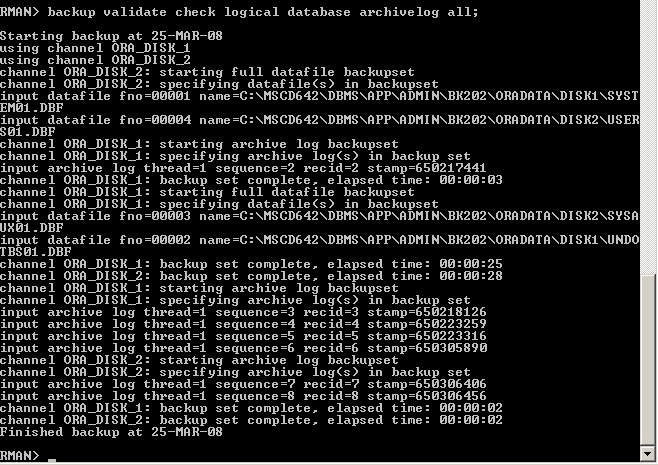 RMAN> backup validate check logical database archivelog all;
Starting backup at 25-MAR-08
using channel ORA_DISK_1
using channel ORA_DISK_2
channel ORA_DISK_2: starting full datafile backupset
channel ORA_DISK_2: specifying datafile(s) in backupset
input datafile fno=00001 name=C:\MSCD642\DBMS\APP\ADMIN\BK202\ORADATA\DISK1\SYST
EM01.DBF
input datafile fno=00004 name=C:\MSCD642\DBMS\APP\ADMIN\BK202\ORADATA\DISK2\USER
S01.DBF
channel ORA_DISK_1: starting archive log backupset
channel ORA_DISK_1: specifying archive log(s) in backup set
input archive log thread=1 sequence=2 recid=2 stamp=650217441
channel ORA_DISK_1: backup set complete, elapsed time: 00:00:03
channel ORA_DISK_1: starting full datafile backupset
channel ORA_DISK_1: specifying datafile(s) in backupset
input datafile fno=00003 name=C:\MSCD642\DBMS\APP\ADMIN\BK202\ORADATA\DISK2\SYSA
UX01.DBF
input datafile fno=00002 name=C:\MSCD642\DBMS\APP\ADMIN\BK202\ORADATA\DISK1\UNDO
TBS01.DBF
channel ORA_DISK_1: backup set complete, elapsed time: 00:00:25
channel ORA_DISK_2: backup set complete, elapsed time: 00:00:28
channel ORA_DISK_1: starting archive log backupset
channel ORA_DISK_1: specifying archive log(s) in backup set
input archive log thread=1 sequence=3 recid=3 stamp=650218126
input archive log thread=1 sequence=4 recid=4 stamp=650223259
input archive log thread=1 sequence=5 recid=5 stamp=650223316
input archive log thread=1 sequence=6 recid=6 stamp=650305890
channel ORA_DISK_2: starting archive log backupset
channel ORA_DISK_2: specifying archive log(s) in backup set
input archive log thread=1 sequence=7 recid=7 stamp=650306406
input archive log thread=1 sequence=8 recid=8 stamp=650306456
channel ORA_DISK_1: backup set complete, elapsed time: 00:00:02
channel ORA_DISK_2: backup set complete, elapsed time: 00:00:02
Finished backup at 25-MAR-08
RMAN> _